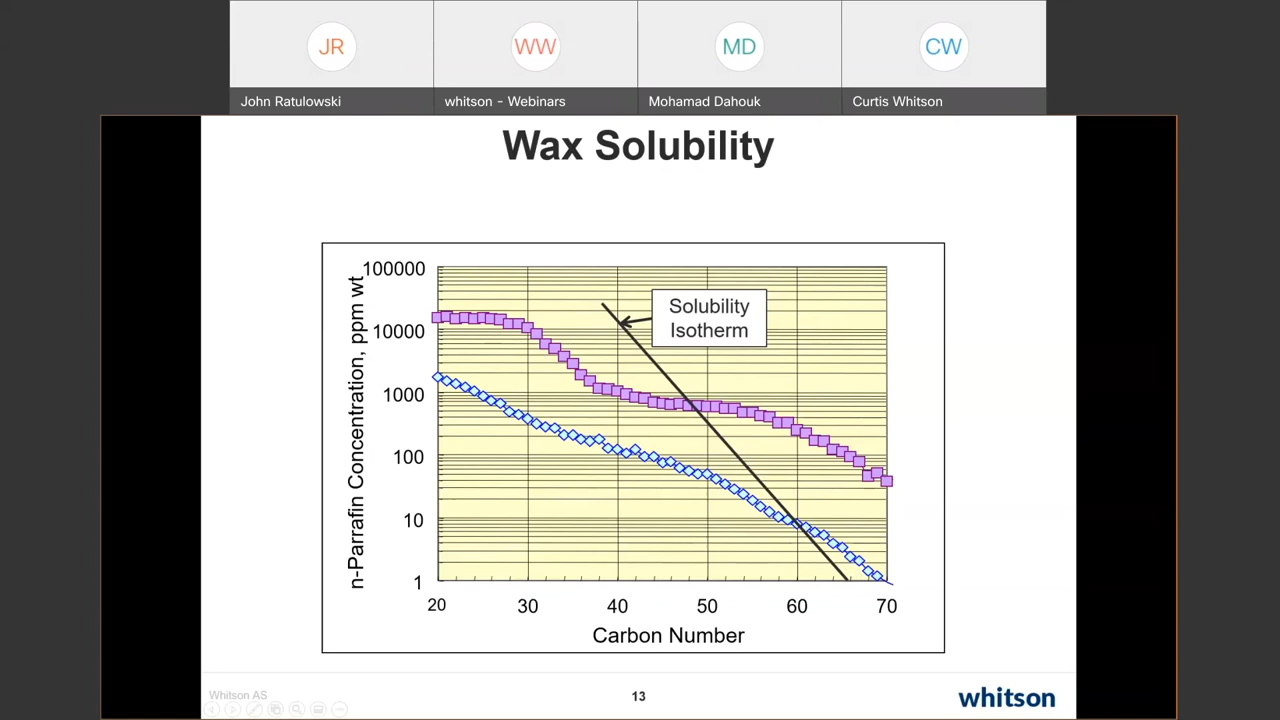 JR
WW
MD
CW
John Ratulowski
whitson - Webinars
Mohamad Dahouk
Curtis Whitson
Wax Solubility
n-Parrafin Concentration, ppm wt
100000
10000
1000
100
10
1
Solubility
Isotherm
20
30
40
50
60
70
Carbon Number
Whitson AS
13
whitson